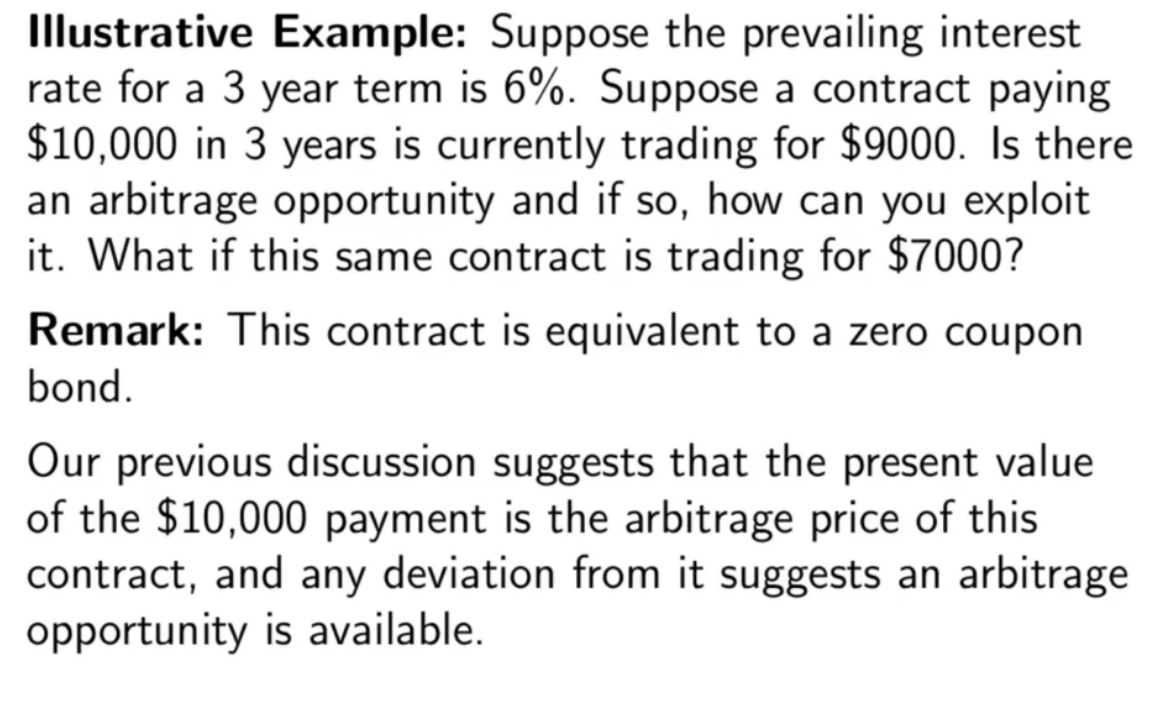 Illustrative Example: Suppose the prevailing interest
rate for a 3 year term is 6%. Suppose a contract paying
$10,000 in 3 years is currently trading for $9000. Is there
an arbitrage opportunity and if so, how can you exploit
it. What if this same contract is trading for $7000?
Remark: This contract is equivalent to a zero coupon
bond.
Our previous discussion suggests that the present value
of the $10,000 payment is the arbitrage price of this
contract, and any deviation from it suggests an arbitrage
opportunity is available.